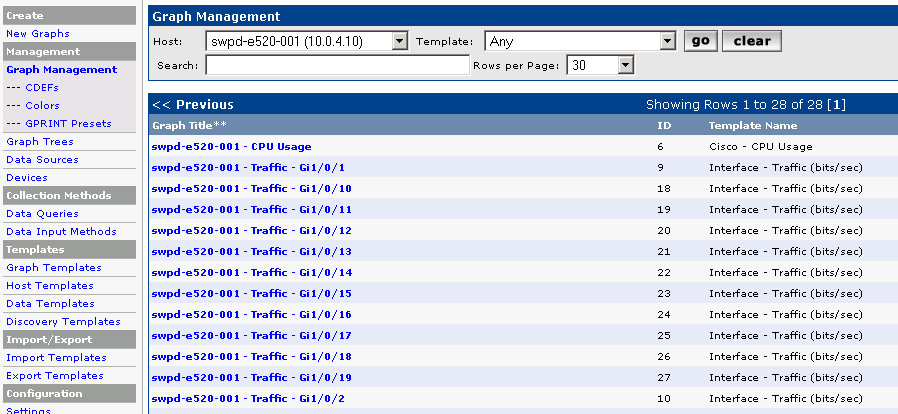 Create
New Graphs
Management
Graph Management
--- CDEFs
--- Colors
--- GPRINT Presets
Graph Trees
Data Sources
Devices
Collection Methods
Data Queries
Data Input Methods
Templates
Graph Templates
Host Templates
Data Templates
Discovery Templates
Import/Export
Import Templates
Export Templates
Configuration
Settings
Graph Management
Host: swpd-e520-001 (10.0.4.10) Template: Any go clear
Search: Rows per Page: 30
<< Previous Showing Rows 1 to 28 of 28 [1]
Graph Title** ID Template Name
swpd-e520-001 - CPU Usage 6 Cisco - CPU Usage
swpd-e520-001 - Traffic - Gi1/0/1 9 Interface - Traffic (bits/sec)
swpd-e520-001 - Traffic - Gi1/0/10 18 Interface - Traffic (bits/sec)
swpd-e520-001 - Traffic - Gi1/0/11 19 Interface - Traffic (bits/sec)
swpd-e520-001 - Traffic - Gi1/0/12 20 Interface - Traffic (bits/sec)
swpd-e520-001 - Traffic - Gi1/0/13 21 Interface - Traffic (bits/sec)
swpd-e520-001 - Traffic - Gi1/0/14 22 Interface - Traffic (bits/sec)
swpd-e520-001 - Traffic - Gi1/0/15 23 Interface - Traffic (bits/sec)
swpd-e520-001 - Traffic - Gi1/0/16 24 Interface - Traffic (bits/sec)
swpd-e520-001 - Traffic - Gi1/0/17 25 Interface - Traffic (bits/sec)
swpd-e520-001 - Traffic - Gi1/0/18 26 Interface - Traffic (bits/sec)
swpd-e520-001 - Traffic - Gi1/0/19 27 Interface - Traffic (bits/sec)
swpd-e520-001 - Traffic - Gi1/0/2 10 Interface - Traffic (bits/sec)